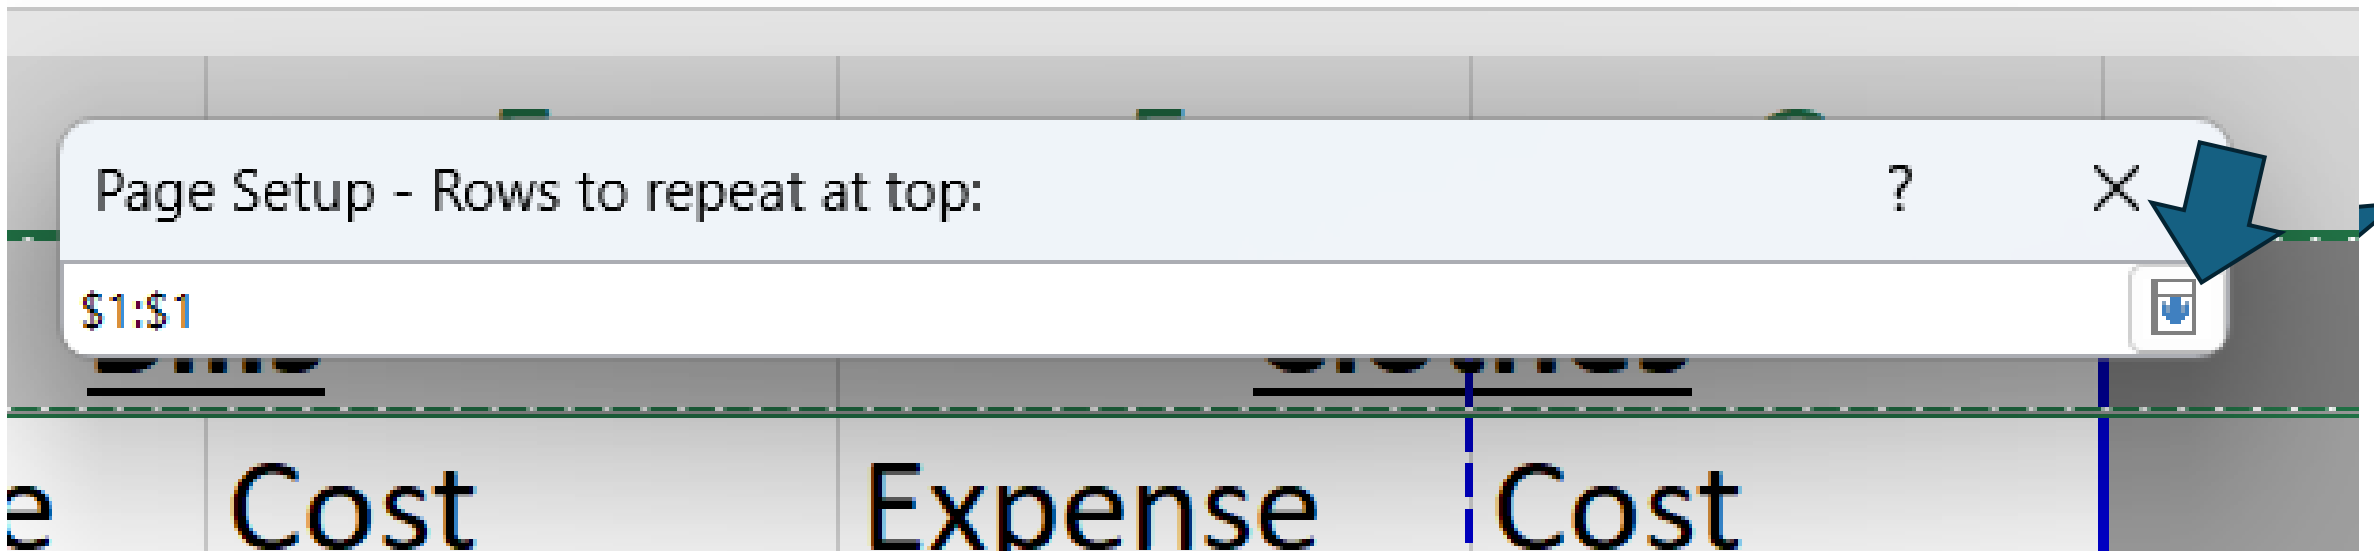 Page Setup - Rows to repeat at top: ?
$1:$1
e Cost Expense Cost